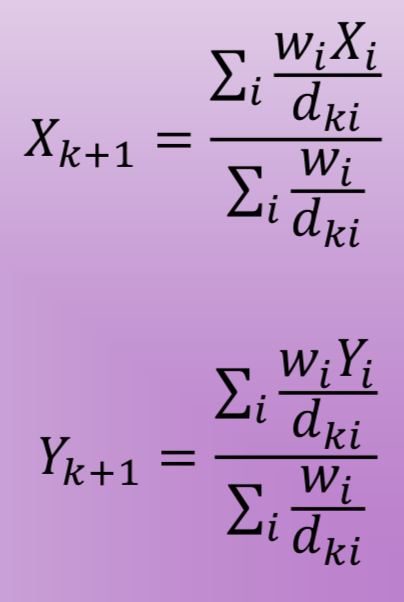 X_{k+1} = \frac{\sum_i \frac{w_i X_i}{d_{ki}}}{\sum_i \frac{w_i}{d_{ki}}}
Y_{k+1} = \frac{\sum_i \frac{w_i Y_i}{d_{ki}}}{\sum_i \frac{w_i}{d_{ki}}}